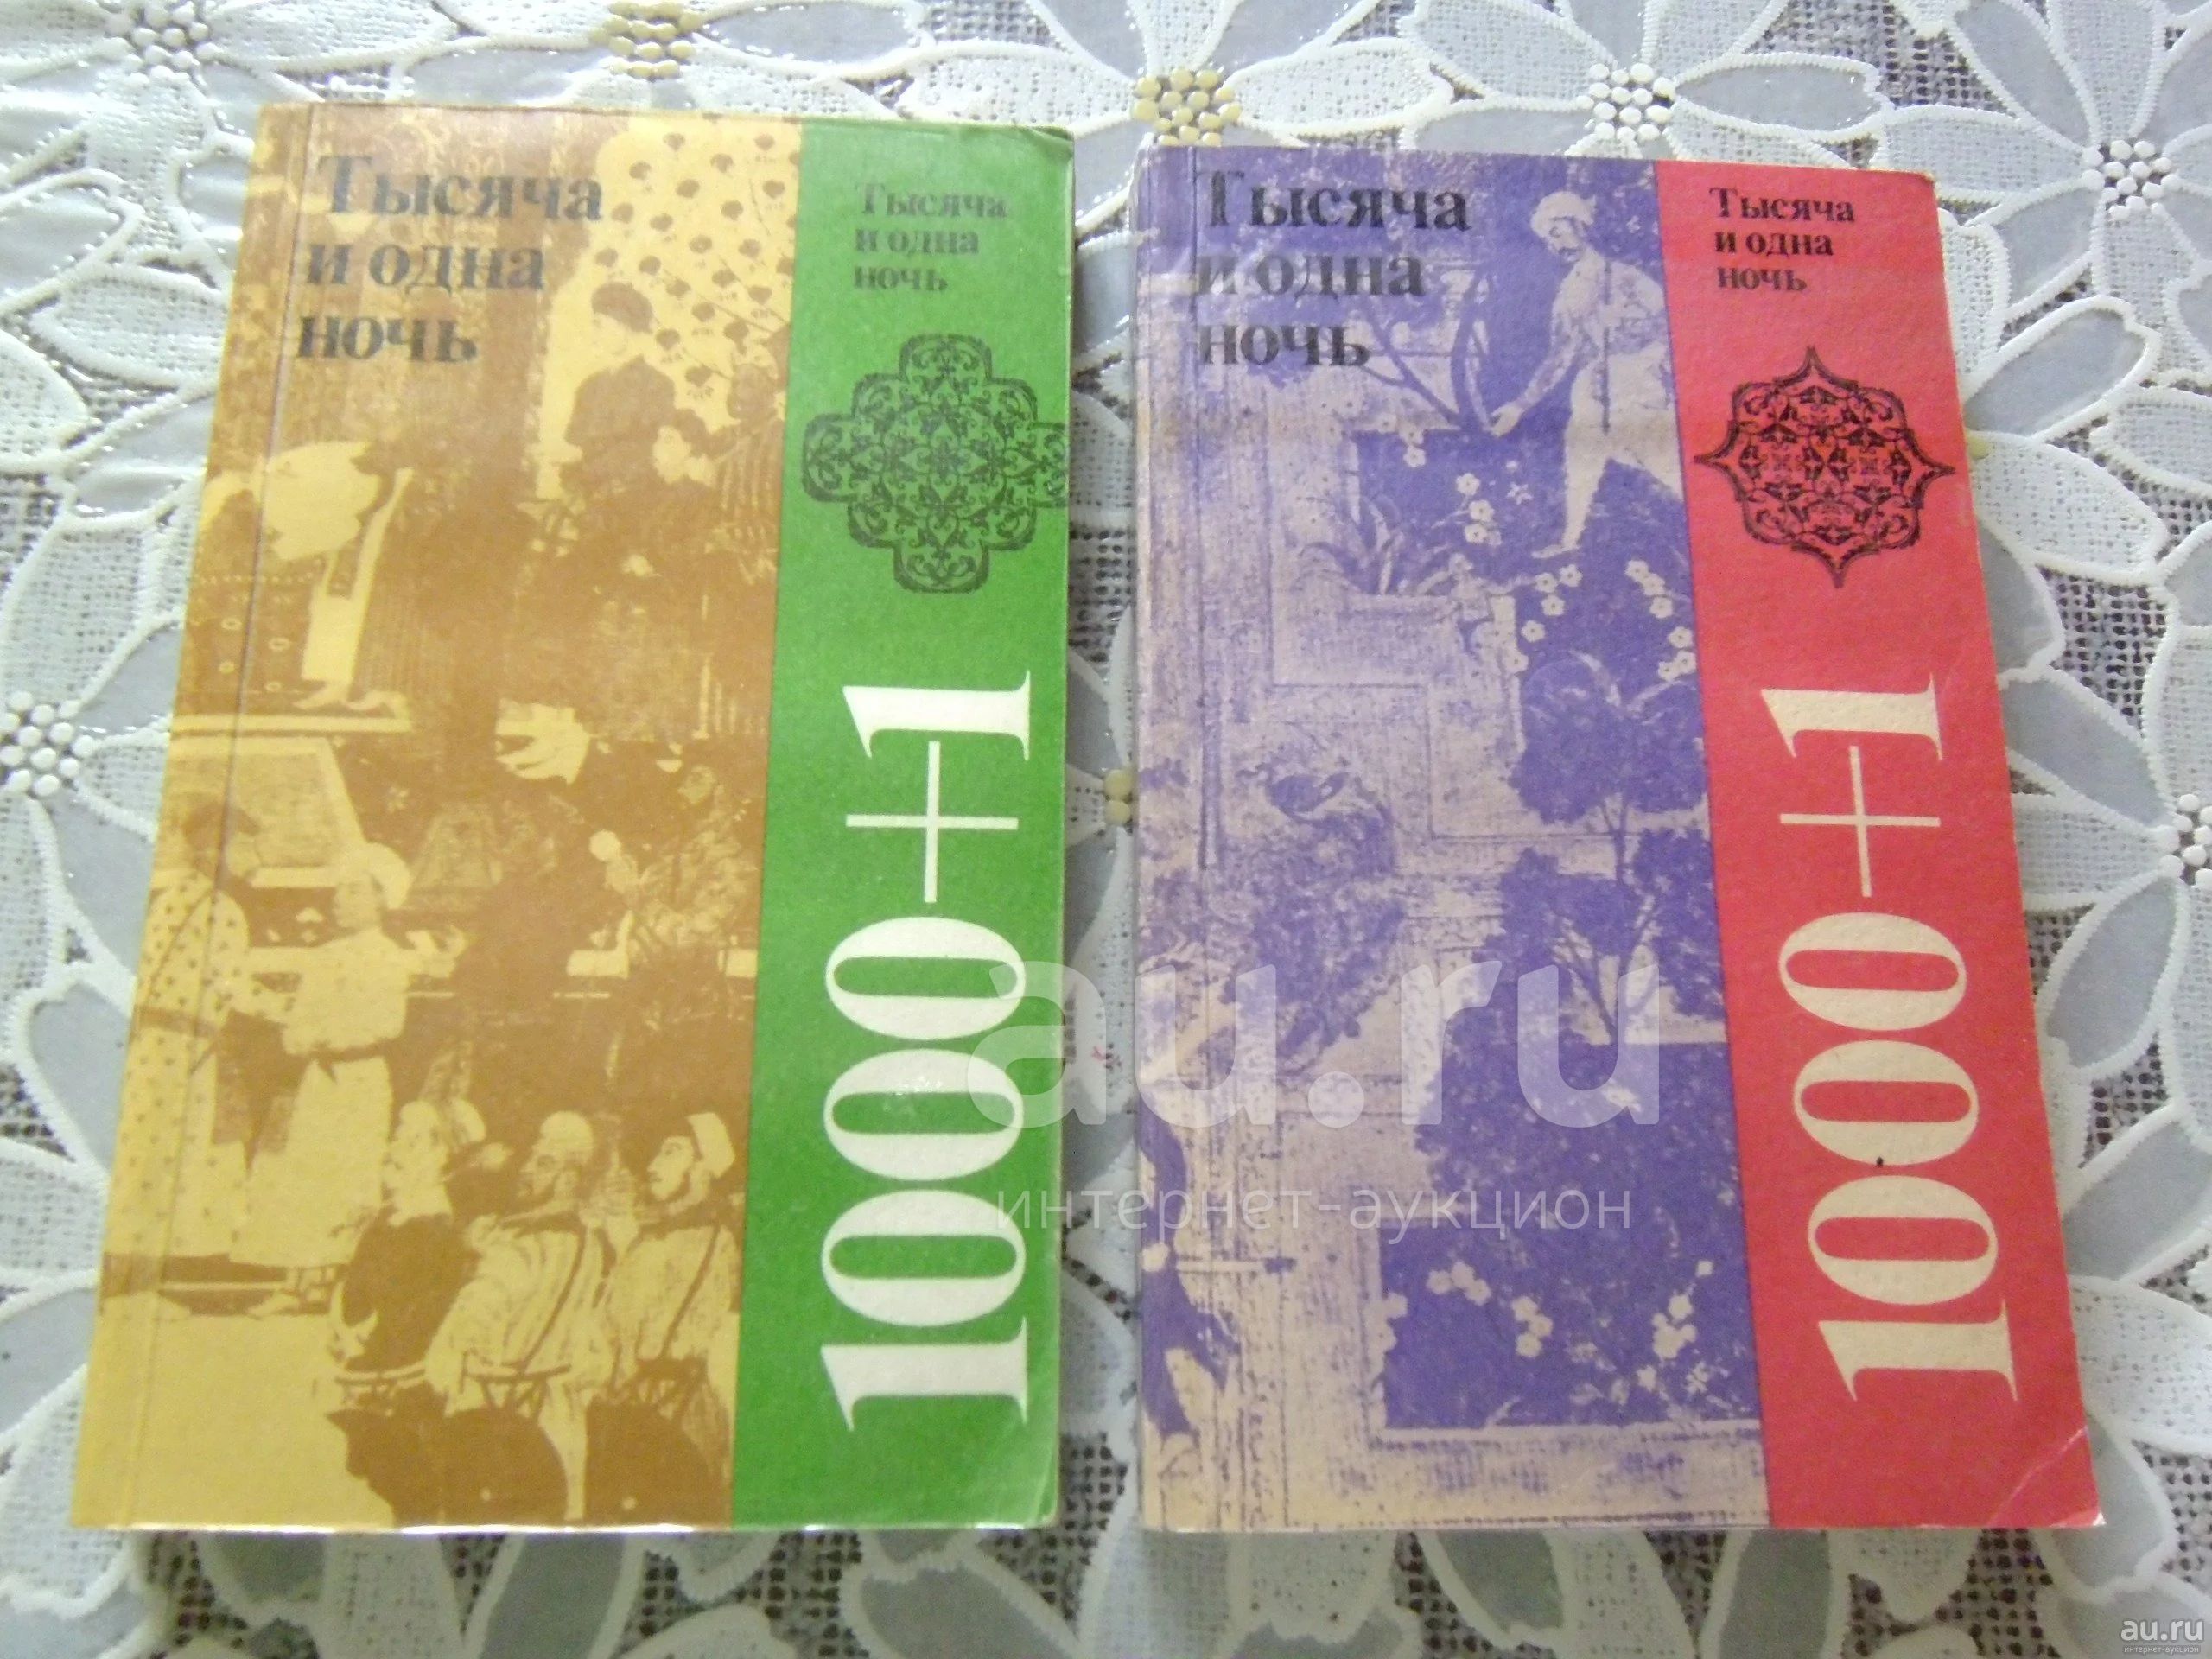 Тысяча
и одна
ночь
Тысяча
и одна
ночь
1000+1
Тысяча
и одна
ночь
Тысяча
и одна
ночь
1000+1
au.ru
интернет-аукцион
au.ru
интернет-аукцион